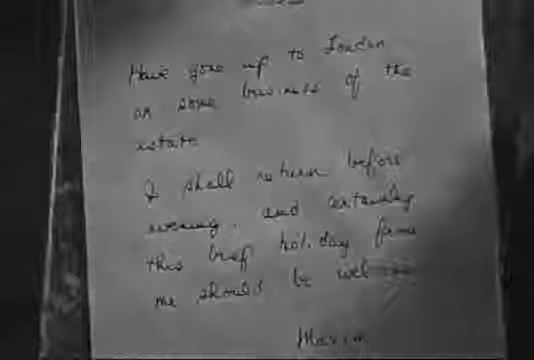 Have gone up to London
on some business of the
estate
I shall return before
evening, and certainly
this brief holiday from
me should be
Maxim